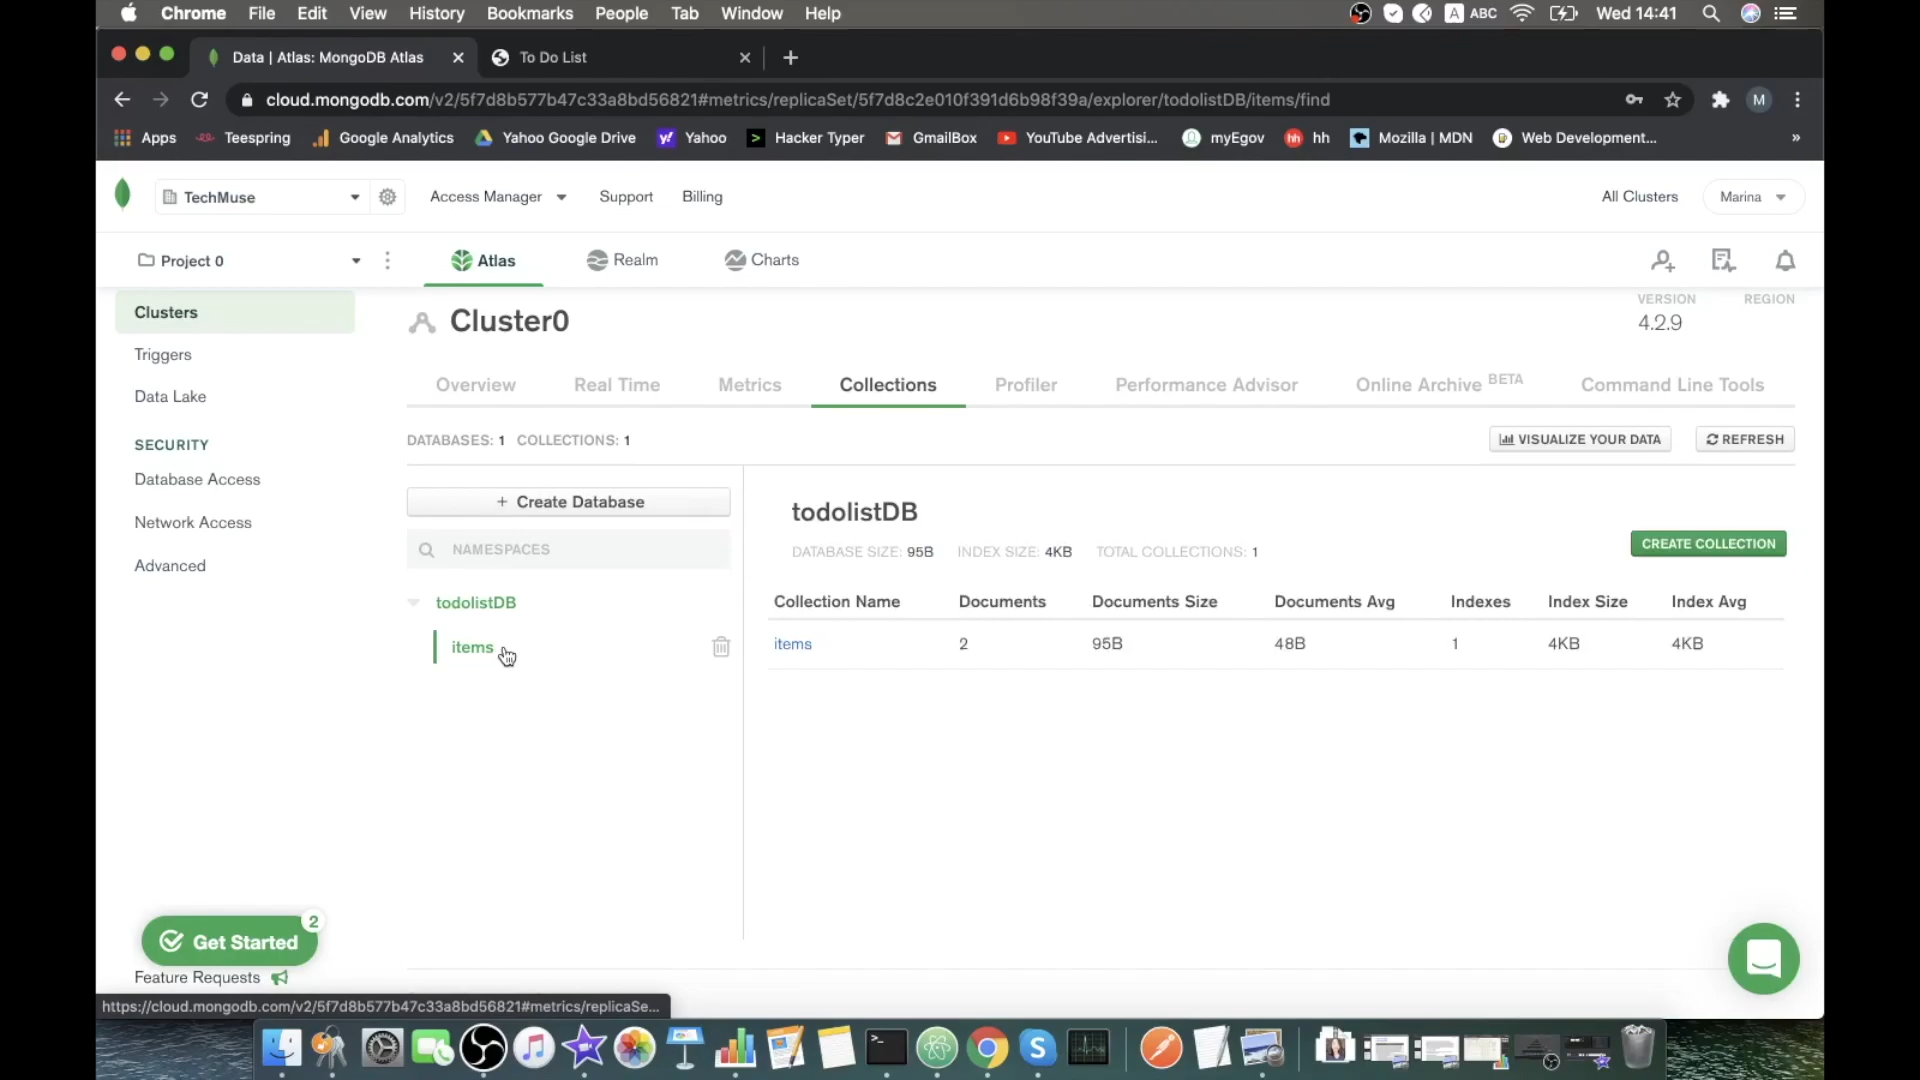 Chrome File Edit View History Bookmarks People Tab Window Help A ABC Wed 14:41
Data | Atlas: MongoDB Atlas To Do List
cloud.mongodb.com/v2/5f7d8b577b47c33a8bd56821#metrics/replicaSet/5f7d8c2e010f391d6b98f39a/explorer/todolistDB/items/find M
Apps Teespring Google Analytics Yahoo Google Drive Yahoo Hacker Typer GmailBox YouTube Advertisi... myEgov hh hh Mozilla | MDN Web Development... »
TechMuse Access Manager Support Billing All Clusters Marina
Project 0 Atlas Realm Charts
Clusters
Triggers
Data Lake
SECURITY
Database Access
Network Access
Advanced
Get Started 2
Feature Requests
Cluster0
VERSION REGION
4.2.9
Overview Real Time Metrics Collections Profiler Performance Advisor Online Archive BETA Command Line Tools
DATABASES: 1 COLLECTIONS: 1 VISUALIZE YOUR DATA REFRESH
+ Create Database
NAMESPACES
todolistDB
items
todolistDB
DATABASE SIZE: 95B INDEX SIZE: 4KB TOTAL COLLECTIONS: 1 CREATE COLLECTION
Collection Name Documents Documents Size Documents Avg Indexes Index Size Index Avg
items 2 95B 48B 1 4KB 4KB
https://cloud.mongodb.com/v2/5f7d8b577b47c33a8bd56821#metrics/replicaSe...